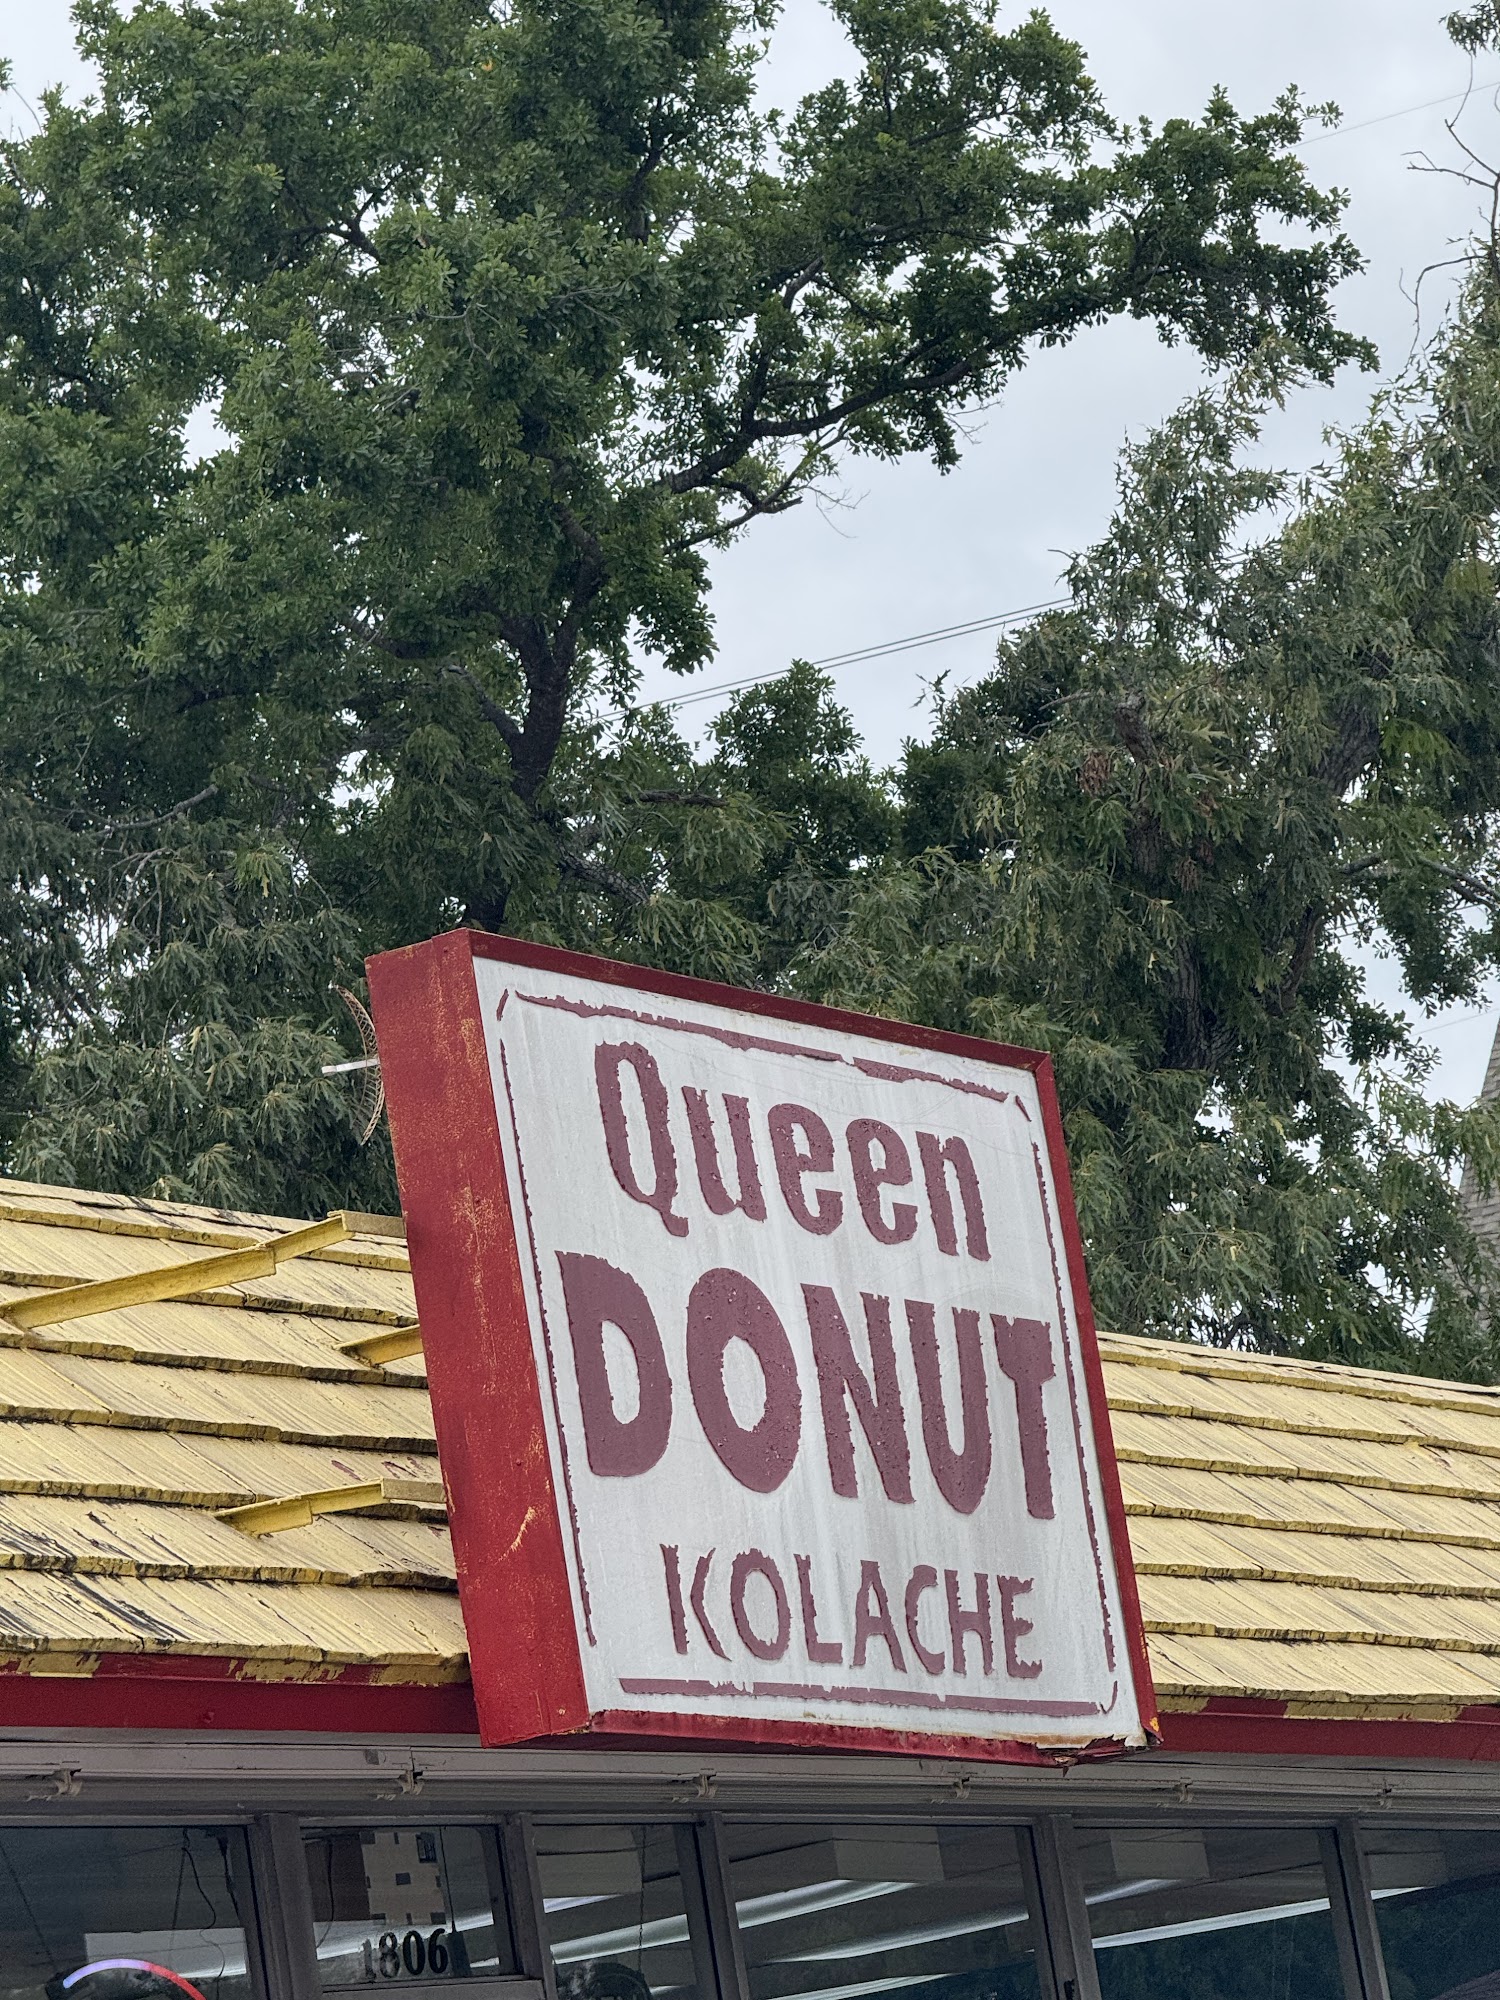 Queen
DONUT
KOLACHE
1806